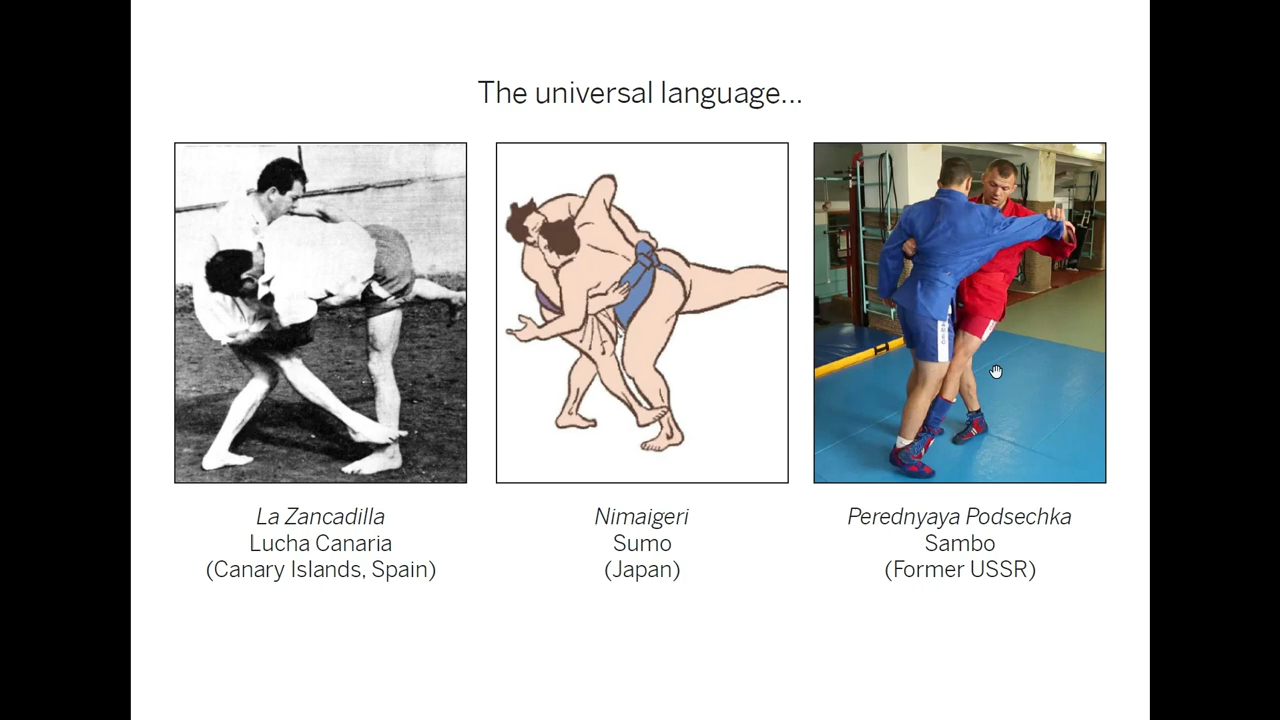 The universal language...
La Zancadilla
Lucha Canaria
(Canary Islands, Spain)
Nimaigeri
Sumo
(Japan)
Perednyaya Podsechka
Sambo
(Former USSR)